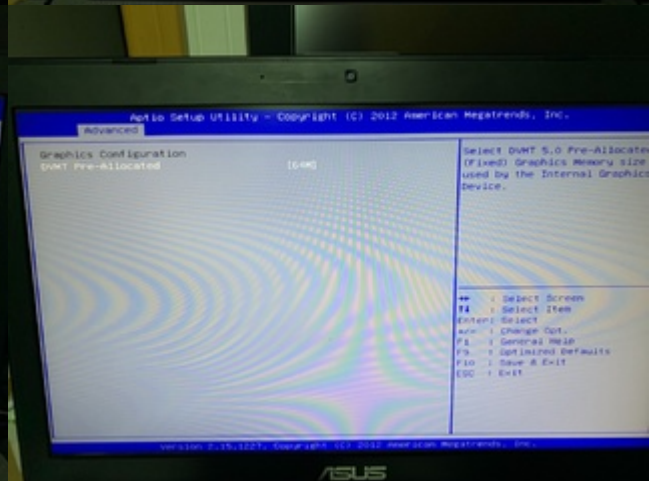 Aptio Setup Utility - Copyright (C) 2012 American Megatrends, Inc.
Advanced
Graphics Configuration
DVMT Pre-Allocated [64M]
Select DVMT 5.0 Pre-Allocated
(Fixed) Graphics Memory size
used by the Internal Graphics
Device.
: Select Screen
: Select Item
Enter: Select
+/- : Change Opt.
F1 : General Help
F9 : Optimized Defaults
F10 : Save & Exit
ESC : Exit
Version 2.15.1227. Copyright (C) 2012 American Megatrends, Inc.
ASUS